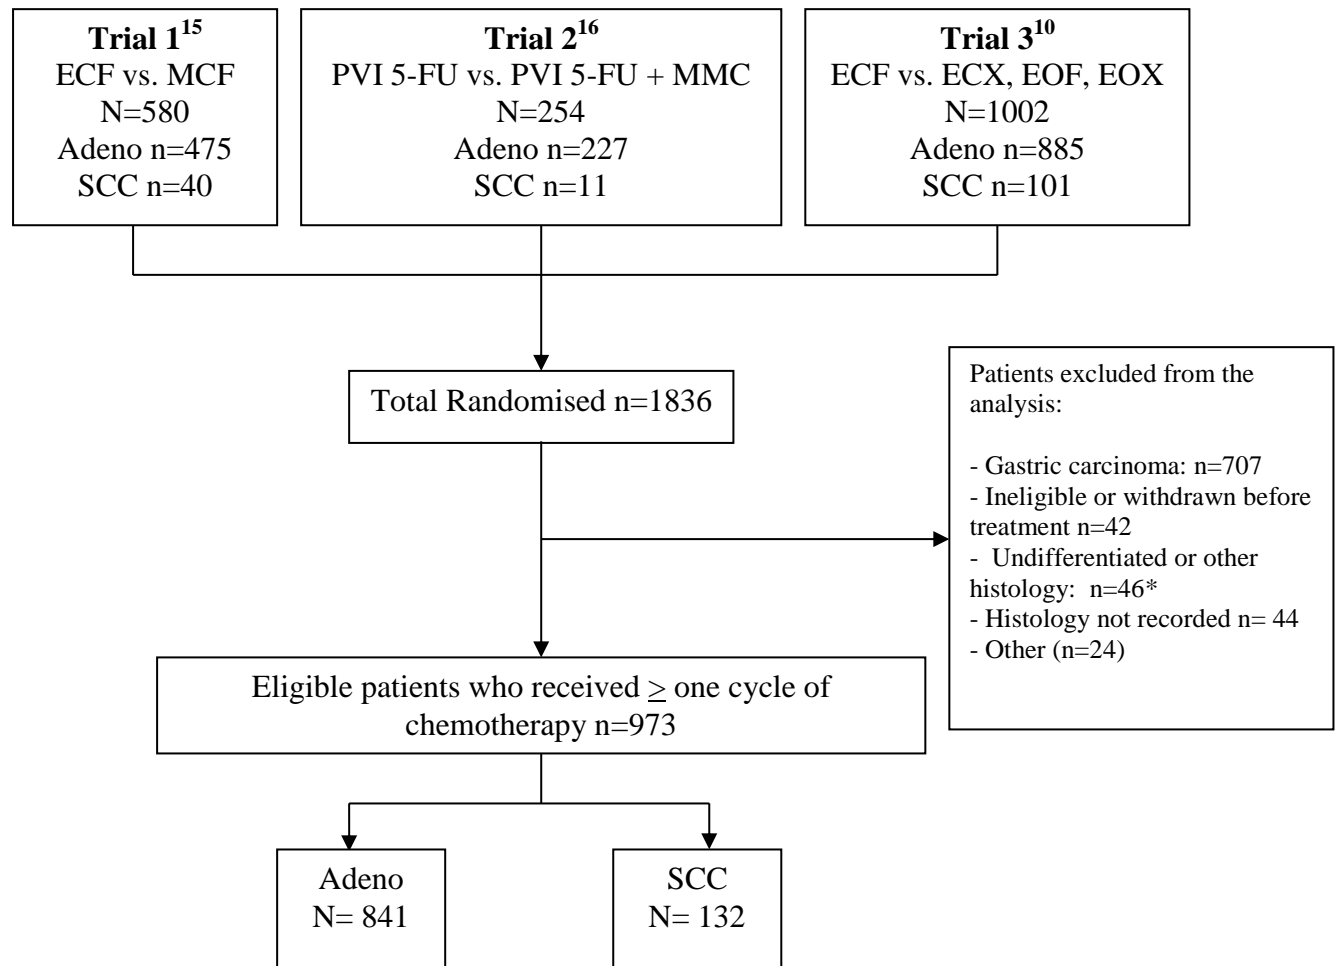 Trial 1¹⁵
ECF vs. MCF
N=580
Adeno n=475
SCC n=40
Trial 2¹⁶
PVI 5-FU vs. PVI 5-FU + MMC
N=254
Adeno n=227
SCC n=11
Trial 3¹⁰
ECF vs. ECX, EOF, EOX
N=1002
Adeno n=885
SCC n=101
Total Randomised n=1836
Patients excluded from the
analysis:
- Gastric carcinoma: n=707
- Ineligible or withdrawn before
treatment n=42
- Undifferentiated or other
histology: n=46*
- Histology not recorded n= 44
- Other (n=24)
Eligible patients who received ≥ one cycle of
chemotherapy n=973
Adeno
N= 841
SCC
N= 132